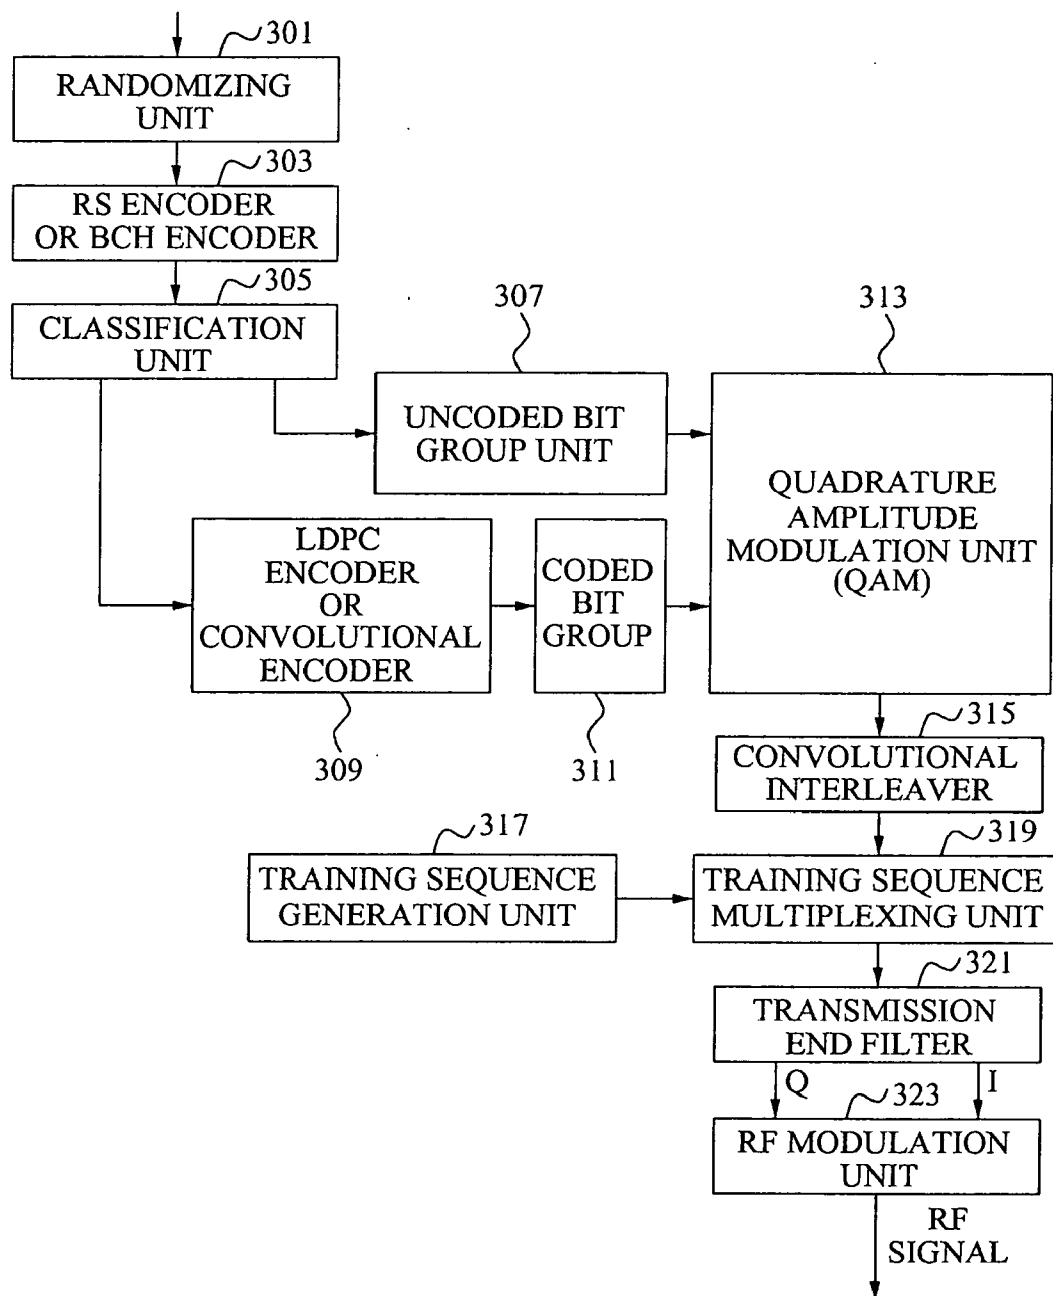 301
RANDOMIZING
UNIT
303
RS ENCODER
OR BCH ENCODER
305
CLASSIFICATION
UNIT
307
UNCODED BIT
GROUP UNIT
313
QUADRATURE
AMPLITUDE
MODULATION UNIT
(QAM)
LDPC
ENCODER
OR
CONVOLUTIONAL
ENCODER
309
CODED
BIT
GROUP
311
315
CONVOLUTIONAL
INTERLEAVER
317
TRAINING SEQUENCE
GENERATION UNIT
319
TRAINING SEQUENCE
MULTIPLEXING UNIT
321
TRANSMISSION
END FILTER
Q
I
323
RF MODULATION
UNIT
RF
SIGNAL